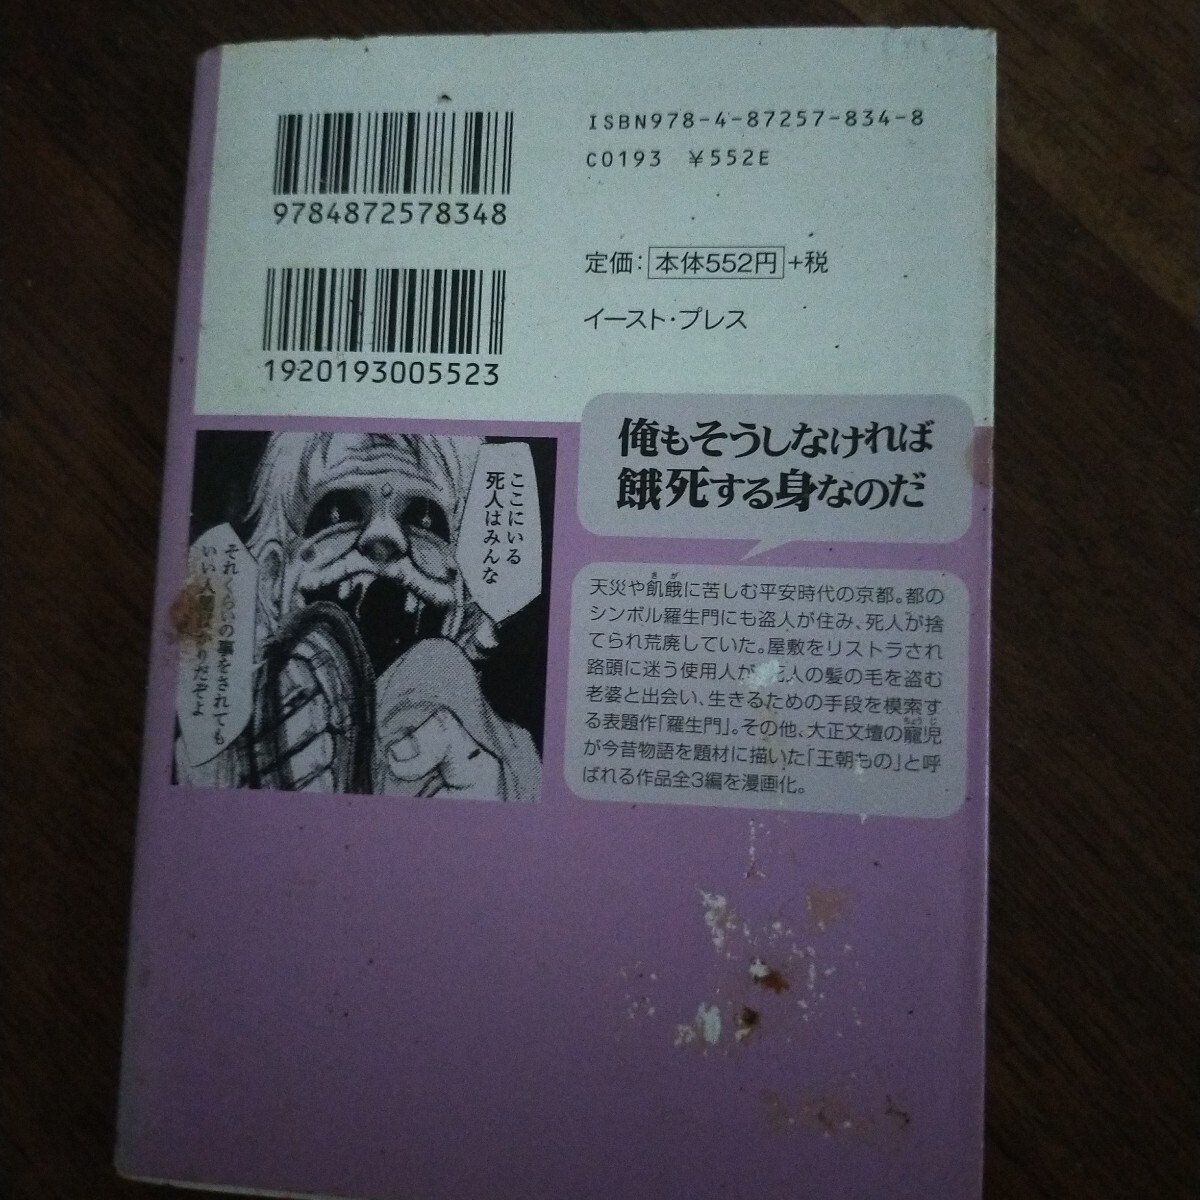 ISBN978-4-87257-834-8
C0193 ¥552E
9784872578348
定価：本体552円+税
イースト・プレス
1920193005523
俺もそうしなければ
餓死する身なのだ
ここにいる
死人はみんな
それくらいの事をされても
いい人間ばかりだぞよ
天災や飢餓に苦しむ平安時代の京都。都の
シンボル羅生門にも盗人が住み、死人が捨
てられ荒廃していた。屋敷をリストラされ
路頭に迷う使用人が、死人の髪の毛を盗む
老婆と出会い、生きるための手段を模索す
る表題作「羅生門」。その他、大正文壇の寵児
が今昔物語を題材に描いた「王朝もの」と呼
ばれる作品全3編を漫画化。